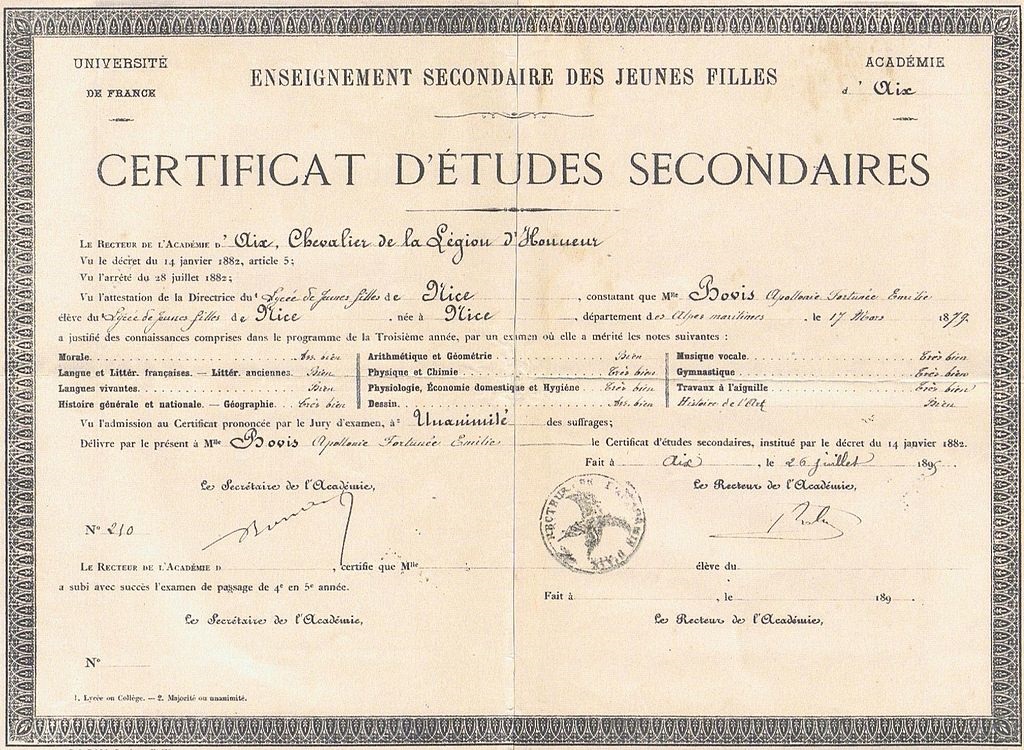 UNIVERSITÉ
DE FRANCE
ENSEIGNEMENT SECONDAIRE DES JEUNES FILLES
ACADÉMIE
d'Aix
CERTIFICAT D'ÉTUDES SECONDAIRES
LE RECTEUR DE L'ACADÉMIE D'Aix, Chevalier de la Légion d'Honneur
Vu le décret du 14 janvier 1882, article 5;
Vu l'arrêté du 28 juillet 1882;
Vu l'attestation de la Directrice du¹ Lycée de Jeunes filles de Nice, constatant que Mlle Bovis Apollonie Fortunée Emilie
élève du¹ Lycée de Jeunes filles de Nice, née à Nice, département des Alpes maritimes, le 17 Mars 1879.
a justifié des connaissances comprises dans le programme de la Troisième année, par un examen où elle a mérité les notes suivantes :
Morale. Ass. bien
Langue et Littér. françaises. — Littér. anciennes. Bien
Langues vivantes. Bien
Histoire générale et nationale. — Géographie. Très bien
Arithmétique et Géométrie Bien
Physique et Chimie Très bien
Physiologie, Économie domestique et Hygiène Très bien
Dessin. Ass. bien
Musique vocale. Très bien
Gymnastique Très bien
Travaux à l'aiguille Très bien
Histoire de l'Art Bien
Vu l'admission au Certificat prononcée par le Jury d'examen, à² Unanimité des suffrages;
Délivre par le présent à Mlle Bovis Apollonie Fortunée Emilie le Certificat d'études secondaires, institué par le décret du 14 janvier 1882.
Fait à Aix, le 26 juillet 1895.
Le Secrétaire de l'Académie,
Le Recteur de l'Académie,
RECTEUR DE L'ACADÉMIE D'AIX
N° 210
LE RECTEUR DE L'ACADÉMIE D , certifie que Mlle élève du
a subi avec succès l'examen de passage de 4e en 5e année.
Fait à , le 189
Le Secrétaire de l'Académie,
Le Recteur de l'Académie,
N°
1. Lycée ou Collège. — 2. Majorité ou unanimité.